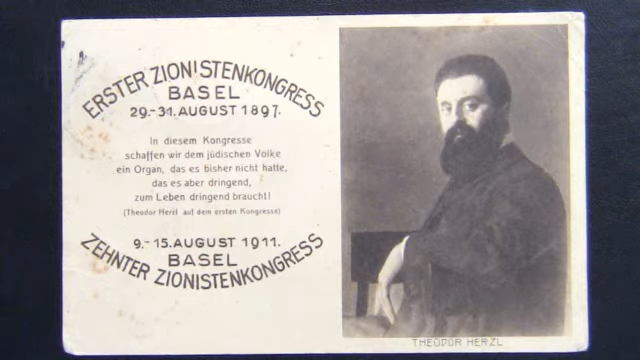 ERSTER ZIONISTENKONGRESS
BASEL
29.-31. AUGUST 1897.
In diesem Kongresse
schaffen wir dem jüdischen Volke
ein Organ, das es bisher nicht hatte,
das es aber dringend,
zum Leben dringend braucht!
(Theodor Herzl auf dem ersten Kongresse)
9.-15. AUGUST 1911.
BASEL
ZEHNTER ZIONISTENKONGRESS
THEODOR HERZL